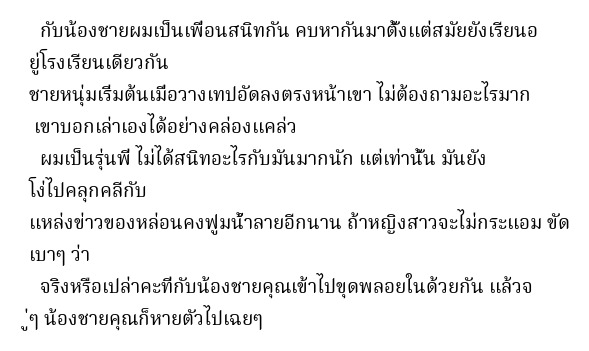 กับน้องชายผมเป็นเพื่อนสนิทกัน คบหากันมาตั้งแต่สมัยยังเรียนอ
ยู่โรงเรียนเดียวกัน
ชายหนุ่มเริ่มต้นเมื่อวางเทปอัดลงตรงหน้าเขา ไม่ต้องถามอะไรมาก
เขาบอกเล่าเองได้อย่างคล่องแคล่ว
ผมเป็นรุ่นพี่ ไม่ได้สนิทอะไรกับมันมากนัก แต่เท่านั้น มันยัง
โง่ไปคลุกคลีกับ
แหล่งข่าวของหล่อนคงฟูมน้ำลายอีกนาน ถ้าหญิงสาวจะไม่กระแอม ขัด
เบาๆ ว่า
จริงหรือเปล่าคะที่กับน้องชายคุณเข้าไปขุดพลอยในด้วยกัน แล้วจ
ู่ๆ น้องชายคุณก็หายตัวไปเฉยๆ